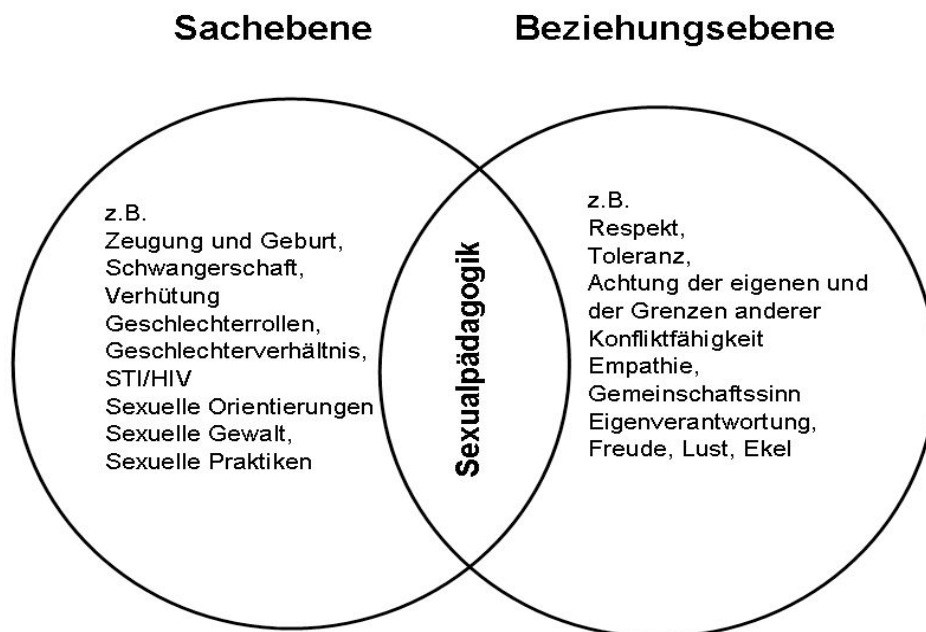 Sachebene
Beziehungsebene
z.B.
Zeugung und Geburt,
Schwangerschaft,
Verhütung
Geschlechterrollen,
Geschlechterverhältnis,
STI/HIV
Sexuelle Orientierungen
Sexuelle Gewalt,
Sexuelle Praktiken
Sexualpädagogik
z.B.
Respekt,
Toleranz,
Achtung der eigenen und
der Grenzen anderer
Konfliktfähigkeit
Empathie,
Gemeinschaftssinn
Eigenverantwortung,
Freude, Lust, Ekel